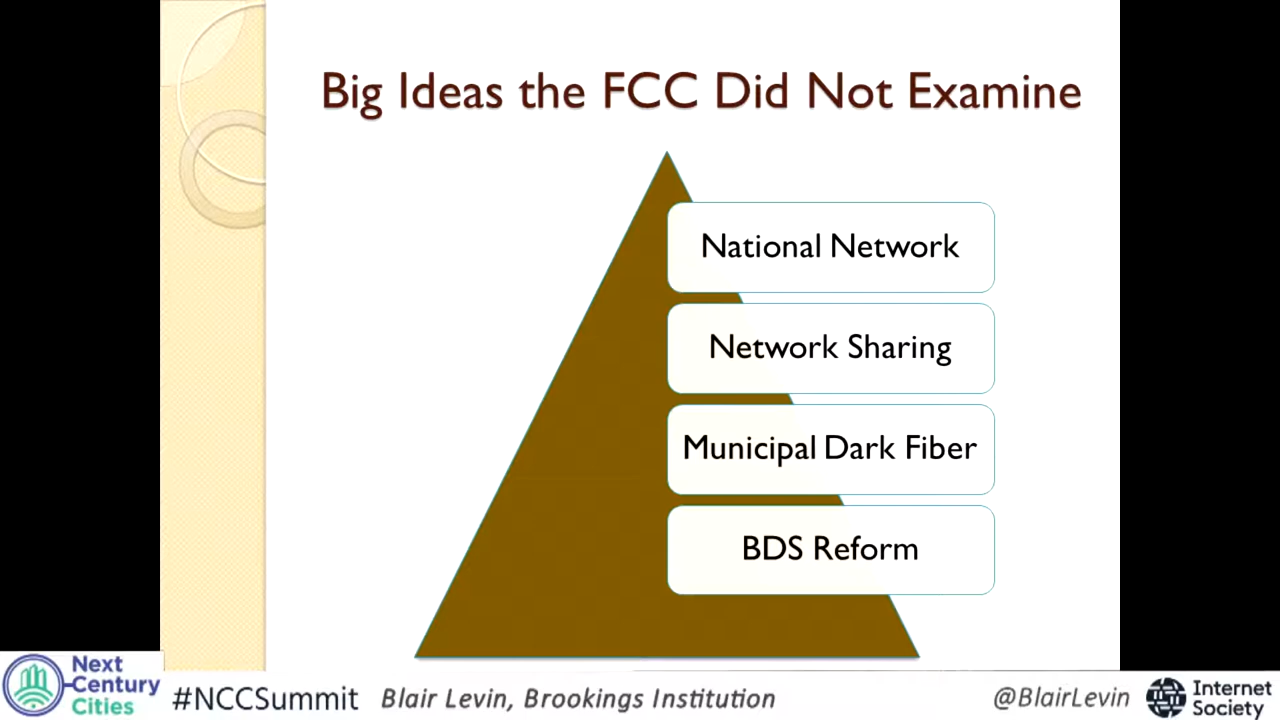 Big Ideas the FCC Did Not Examine
National Network
Network Sharing
Municipal Dark Fiber
BDS Reform
Next
Century
Cities
#NCCSummit
Blair Levin, Brookings Institution
@BlairLevin
Internet
Society